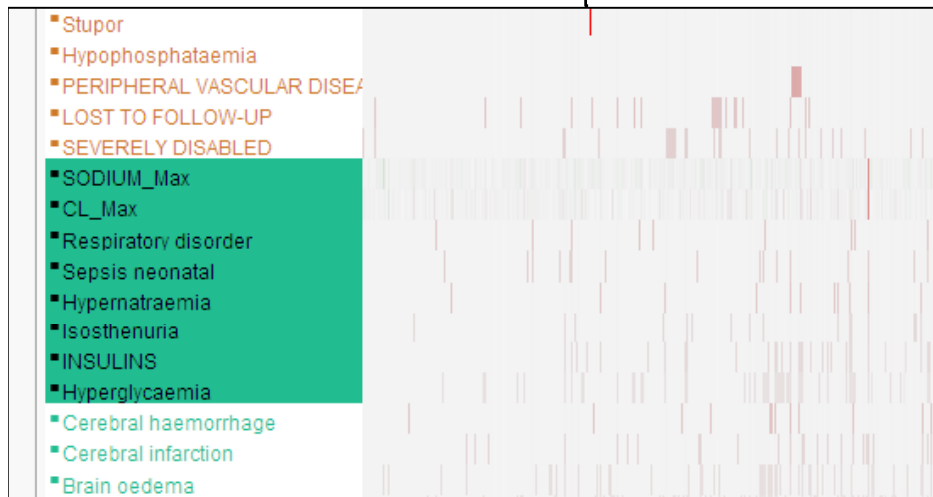 Stupor
Hypophosphataemia
PERIPHERAL VASCULAR DISEA
LOST TO FOLLOW-UP
SEVERELY DISABLED
SODIUM_Max
CL_Max
Respiratory disorder
Sepsis neonatal
Hypernatraemia
Isosthenuria
INSULINS
Hyperglycaemia
Cerebral haemorrhage
Cerebral infarction
Brain oedema